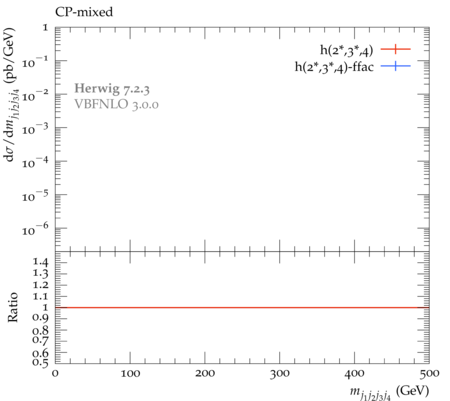 CP-mixed
dσ/dm_{j1j2j3j4} (pb/GeV)
1
10^{-1}
10^{-2}
10^{-3}
10^{-4}
10^{-5}
10^{-6}
h(2*,3*,4)
h(2*,3*,4)-ffac
Herwig 7.2.3
VBFNLO 3.0.0
Ratio
1.4
1.3
1.2
1.1
1
0.9
0.8
0.7
0.6
0.5
0 100 200 300 400 500
m_{j1j2j3j4} (GeV)